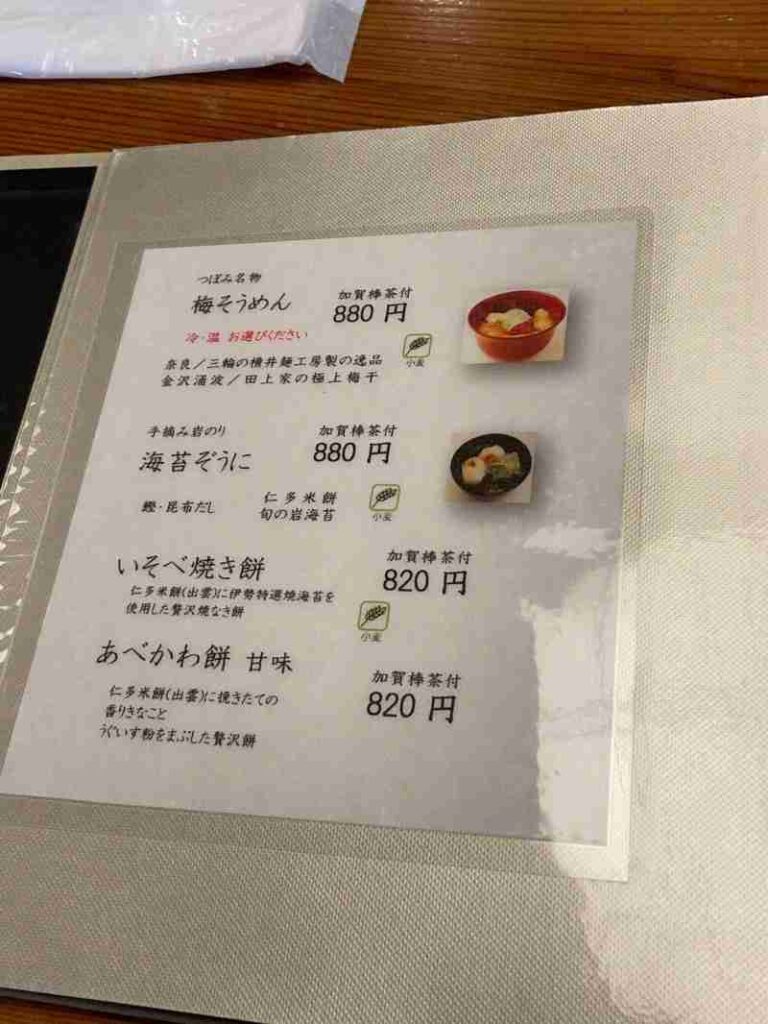 つぼみ名物
梅そうめん
加賀棒茶付
880 円
冷・温 お選びください
小麦
奈良／三輪の横井麺工房製の逸品
金沢涌波／田上家の極上梅干
手摘み岩のり
海苔ぞうに
加賀棒茶付
880 円
鰹・昆布だし
仁多米餅
旬の岩海苔
小麦
いそべ焼き餅
加賀棒茶付
820 円
仁多米餅(出雲)に伊勢特選焼海苔を
使用した贅沢焼なき餅
小麦
あべかわ餅 甘味
加賀棒茶付
820 円
仁多米餅(出雲)に挽きたての
香りきなこと
うぐいす粉をまぶした贅沢餅